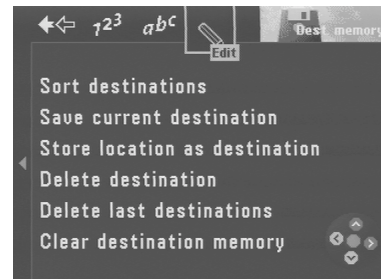 123 abc Dest. memory
Edit
Sort destinations
Save current destination
Store location as destination
Delete destination
Delete last destinations
Clear destination memory